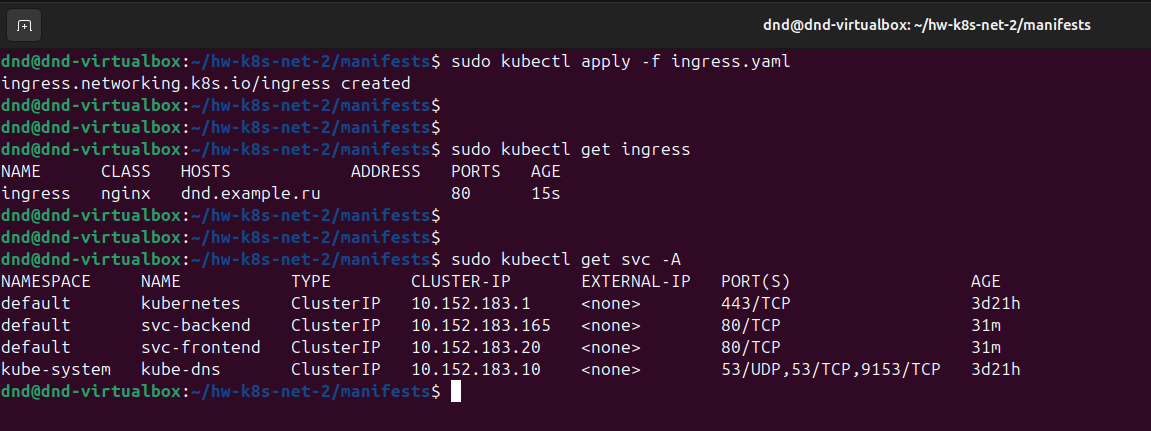 dnd@dnd-virtualbox: ~/hw-k8s-net-2/manifests
dnd@dnd-virtualbox:~/hw-k8s-net-2/manifests$ sudo kubectl apply -f ingress.yaml
ingress.networking.k8s.io/ingress created
dnd@dnd-virtualbox:~/hw-k8s-net-2/manifests$
dnd@dnd-virtualbox:~/hw-k8s-net-2/manifests$
dnd@dnd-virtualbox:~/hw-k8s-net-2/manifests$ sudo kubectl get ingress
NAME      CLASS   HOSTS            ADDRESS   PORTS   AGE
ingress   nginx   dnd.example.ru             80      15s
dnd@dnd-virtualbox:~/hw-k8s-net-2/manifests$
dnd@dnd-virtualbox:~/hw-k8s-net-2/manifests$
dnd@dnd-virtualbox:~/hw-k8s-net-2/manifests$ sudo kubectl get svc -A
NAMESPACE     NAME           TYPE        CLUSTER-IP       EXTERNAL-IP   PORT(S)                  AGE
default       kubernetes     ClusterIP   10.152.183.1     <none>        443/TCP                  3d21h
default       svc-backend    ClusterIP   10.152.183.165   <none>        80/TCP                   31m
default       svc-frontend   ClusterIP   10.152.183.20    <none>        80/TCP                   31m
kube-system   kube-dns       ClusterIP   10.152.183.10    <none>        53/UDP,53/TCP,9153/TCP   3d21h
dnd@dnd-virtualbox:~/hw-k8s-net-2/manifests$